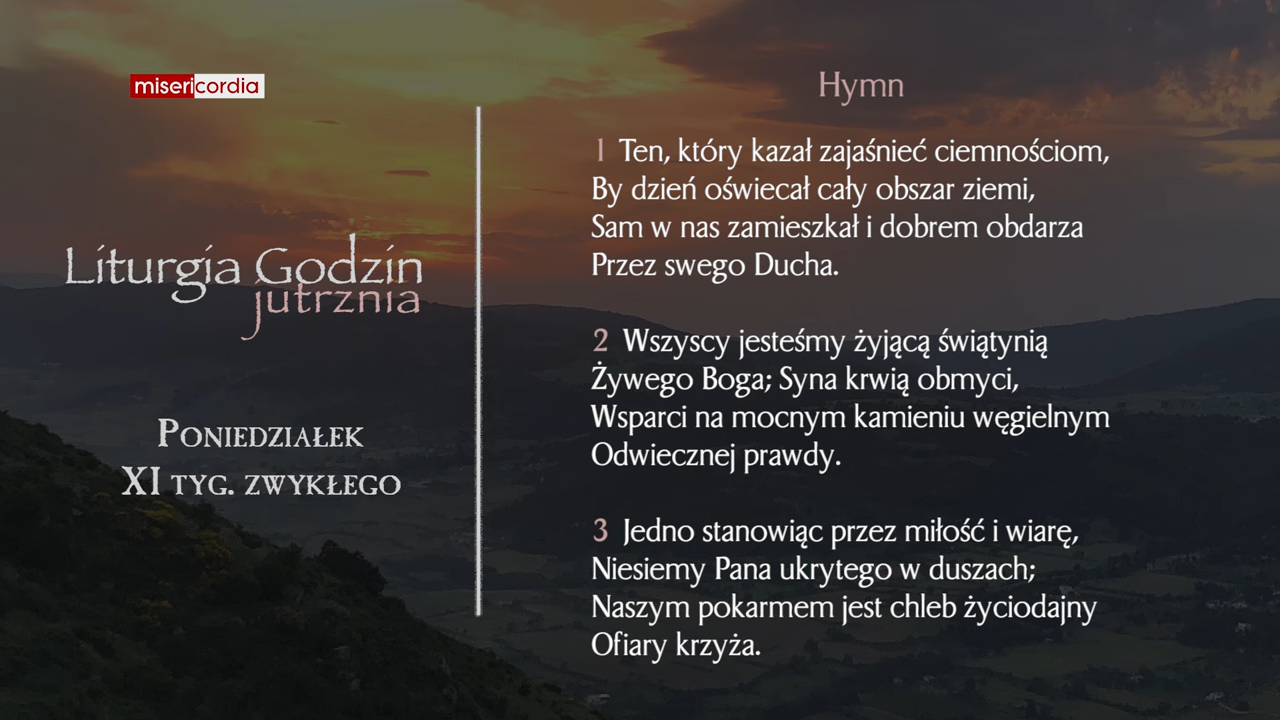 misericordia
Liturgia Godzin
jutrznia
Poniedziałek
XI tyg. zwykłego
Hymn
1 Ten, który kazał zajaśnieć ciemnościom,
By dzień oświecał cały obszar ziemi,
Sam w nas zamieszkał i dobrem obdarza
Przez swego Ducha.
2 Wszyscy jesteśmy żyjącą świątynią
Żywego Boga; Syna krwią obmyci,
Wsparci na mocnym kamieniu węgielnym
Odwiecznej prawdy.
3 Jedno stanowiąc przez miłość i wiarę,
Niesiemy Pana ukrytego w duszach;
Naszym pokarmem jest chleb życiodajny
Ofiary krzyża.